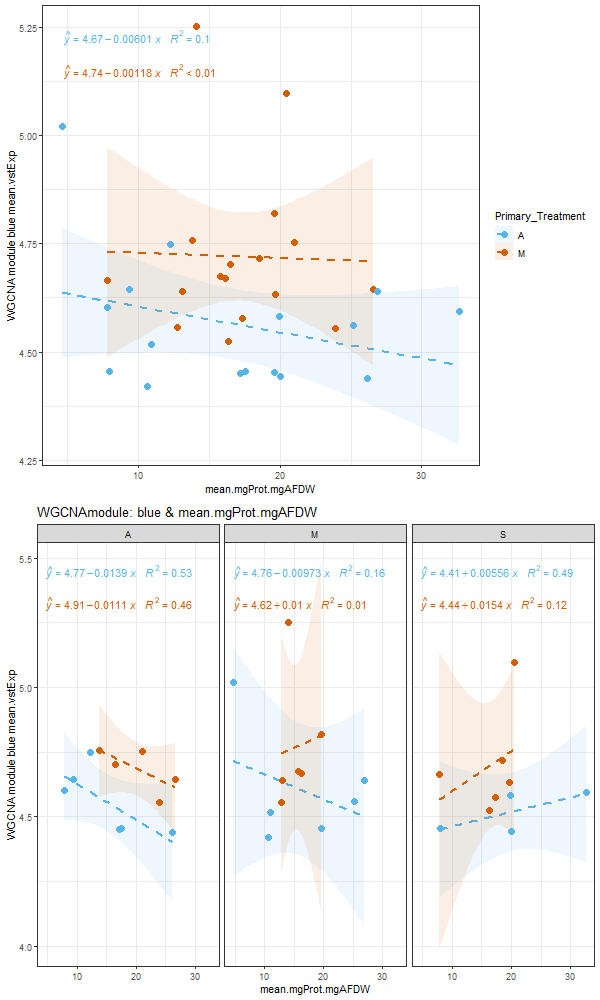 5.25
5.00
4.75
4.50
4.25
WGCNA module blue mean.vstExp
ŷ = 4.67−0.00601 x R² = 0.1
ŷ = 4.74−0.00118 x R² < 0.01
10 20 30
mean.mgProt.mgAFDW
Primary_Treatment
A
M
WGCNAmodule: blue & mean.mgProt.mgAFDW
A M S
5.5
5.0
4.5
4.0
WGCNA module blue mean.vstExp
ŷ = 4.77−0.0139 x R² = 0.53
ŷ = 4.91−0.0111 x R² = 0.46
ŷ = 4.76−0.00973 x R² = 0.16
ŷ = 4.62+0.01 x R² = 0.01
ŷ = 4.41+0.00556 x R² = 0.49
ŷ = 4.44+0.0154 x R² = 0.12
10 20 30 10 20 30 10 20 30
mean.mgProt.mgAFDW